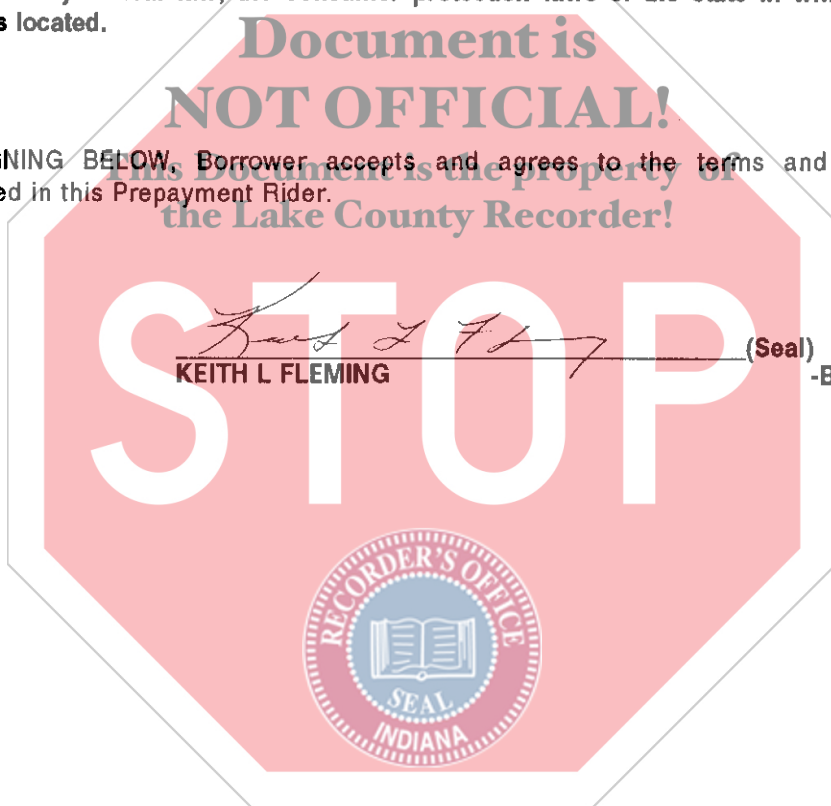 s located.
Document is
NOT OFFICIAL!
NING BELOW, Borrower accepts and agrees to the terms and
This Document is the property of
ed in this Prepayment Rider.
the Lake County Recorder!
STOP
(Seal)
KEITH L FLEMING
-B
RECORDER'S OFFICE
SEAL
INDIANA